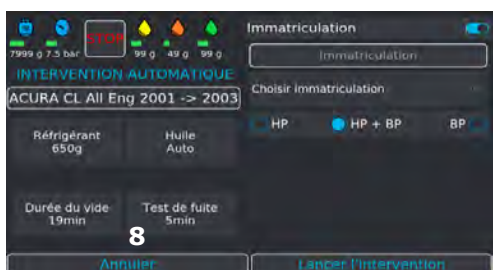 STOP
7999 g 7.5 bar 99 g 49 g 99 g
INTERVENTION AUTOMATIQUE
ACURA CL All Eng 2001 -> 2003
Réfrigérant
650g
Huile
Auto
Durée du vide
19min
Test de fuite
5min
8
Annuler
Immatriculation
Immatriculation
Choisir immatriculation
HP
HP + BP
BP
Lancer l'intervention